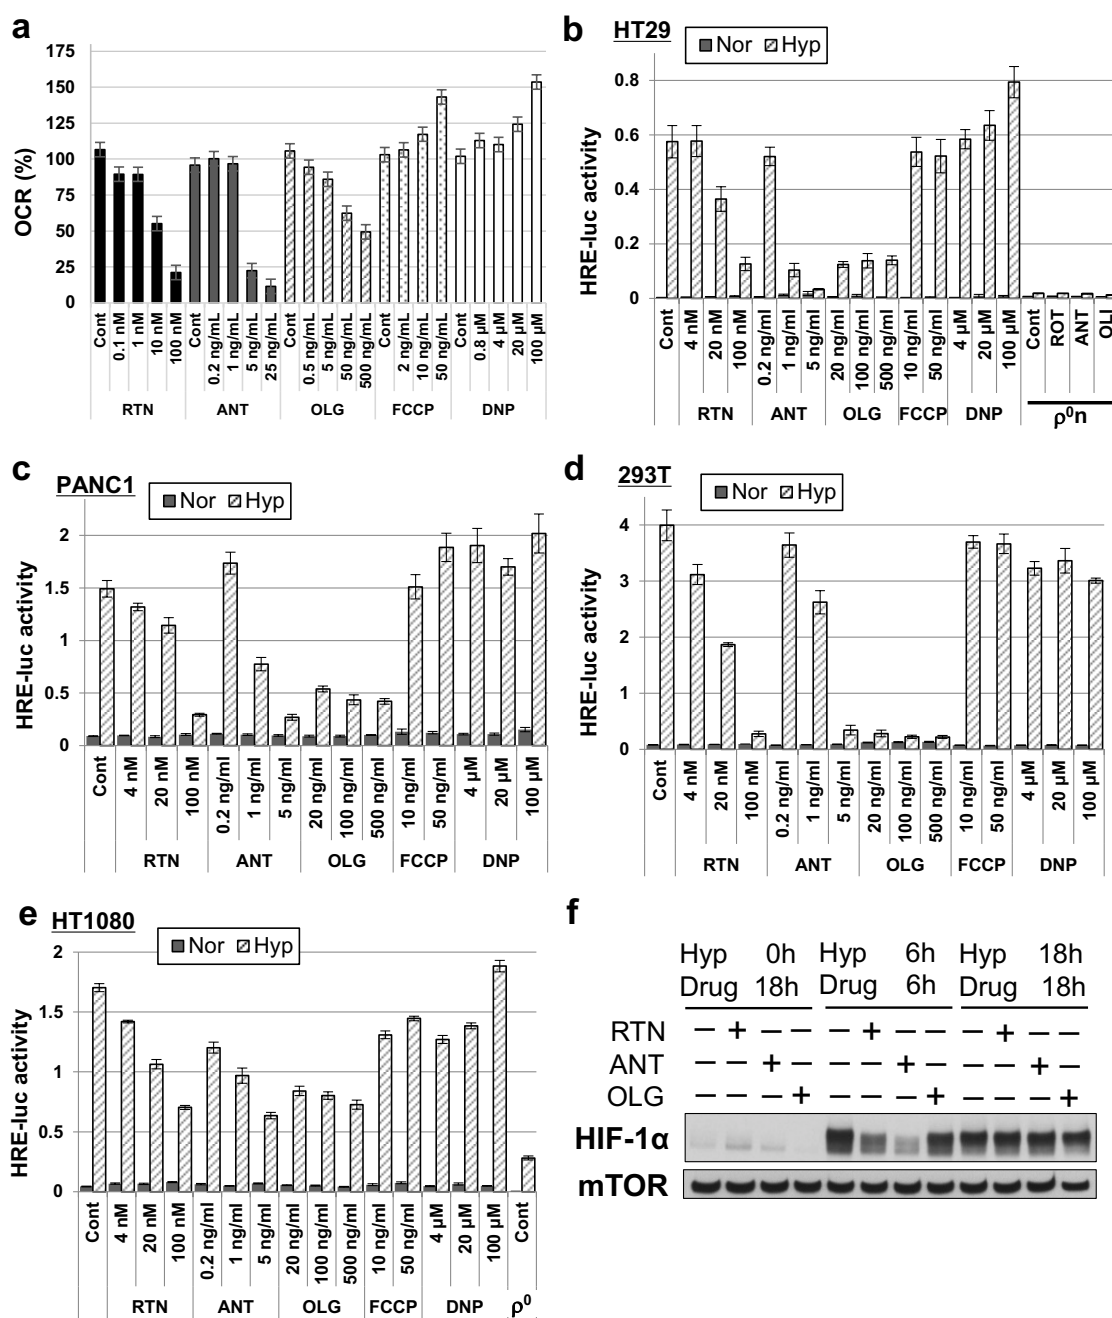 a
175
150
125
100
75
50
25
0
OCR (%)
Cont
0.1 nM
1 nM
10 nM
100 nM
Cont
0.2 ng/mL
1 ng/mL
5 ng/mL
25 ng/mL
Cont
0.5 ng/mL
5 ng/mL
50 ng/mL
500 ng/mL
Cont
2 ng/mL
10 ng/mL
50 ng/mL
Cont
0.8 µM
4 µM
20 µM
100 µM
RTN ANT OLG FCCP DNP
b HT29
Nor Hyp
0.8
0.6
0.4
0.2
0
HRE-luc activity
Cont
4 nM
20 nM
100 nM
0.2 ng/ml
1 ng/ml
5 ng/ml
20 ng/ml
100 ng/ml
500 ng/ml
10 ng/ml
50 ng/ml
4 µM
20 µM
100 µM
Cont
ROT
ANT
OLI
RTN ANT OLG FCCP DNP ρ⁰n
c PANC1
Nor Hyp
2
1.5
1
0.5
0
HRE-luc activity
Cont
4 nM
20 nM
100 nM
0.2 ng/ml
1 ng/ml
5 ng/ml
20 ng/ml
100 ng/ml
500 ng/ml
10 ng/ml
50 ng/ml
4 µM
20 µM
100 µM
RTN ANT OLG FCCP DNP
d 293T
Nor Hyp
4
3
2
1
0
HRE-luc activity
Cont
4 nM
20 nM
100 nM
0.2 ng/ml
1 ng/ml
5 ng/ml
20 ng/ml
100 ng/ml
500 ng/ml
10 ng/ml
50 ng/ml
4 µM
20 µM
100 µM
RTN ANT OLG FCCP DNP
e HT1080
Nor Hyp
2
1.5
1
0.5
0
HRE-luc activity
Cont
4 nM
20 nM
100 nM
0.2 ng/ml
1 ng/ml
5 ng/ml
20 ng/ml
100 ng/ml
500 ng/ml
10 ng/ml
50 ng/ml
4 µM
20 µM
100 µM
Cont
RTN ANT OLG FCCP DNP ρ⁰
f
Hyp 0h Hyp 6h Hyp 18h
Drug 18h Drug 6h Drug 18h
RTN — + — — — + — — — + — —
ANT — — + — — — + — — — + —
OLG — — — + — — — + — — — +
HIF-1α
mTOR